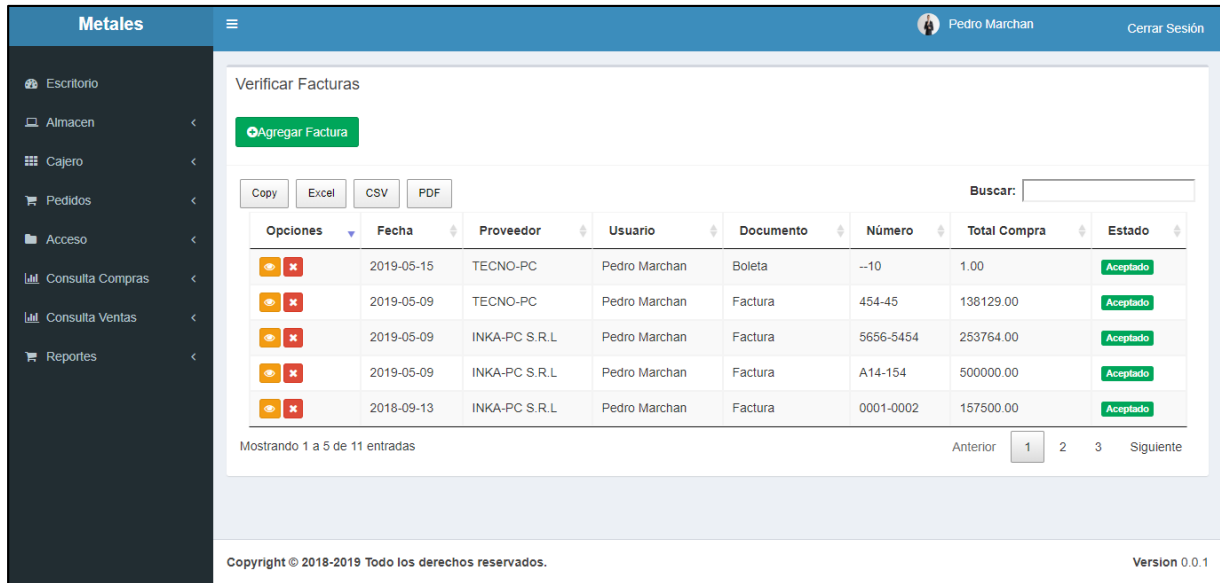 Metales
Pedro Marchan
Cerrar Sesión
Escritorio
Almacen
Cajero
Pedidos
Acceso
Consulta Compras
Consulta Ventas
Reportes
Verificar Facturas
Agregar Factura
Copy Excel CSV PDF
Buscar:
Opciones Fecha Proveedor Usuario Documento Número Total Compra Estado
2019-05-15 TECNO-PC Pedro Marchan Boleta --10 1.00 Aceptado
2019-05-09 TECNO-PC Pedro Marchan Factura 454-45 138129.00 Aceptado
2019-05-09 INKA-PC S.R.L Pedro Marchan Factura 5656-5454 253764.00 Aceptado
2019-05-09 INKA-PC S.R.L Pedro Marchan Factura A14-154 500000.00 Aceptado
2018-09-13 INKA-PC S.R.L Pedro Marchan Factura 0001-0002 157500.00 Aceptado
Mostrando 1 a 5 de 11 entradas
Anterior 1 2 3 Siguiente
Copyright © 2018-2019 Todo los derechos reservados.
Version 0.0.1